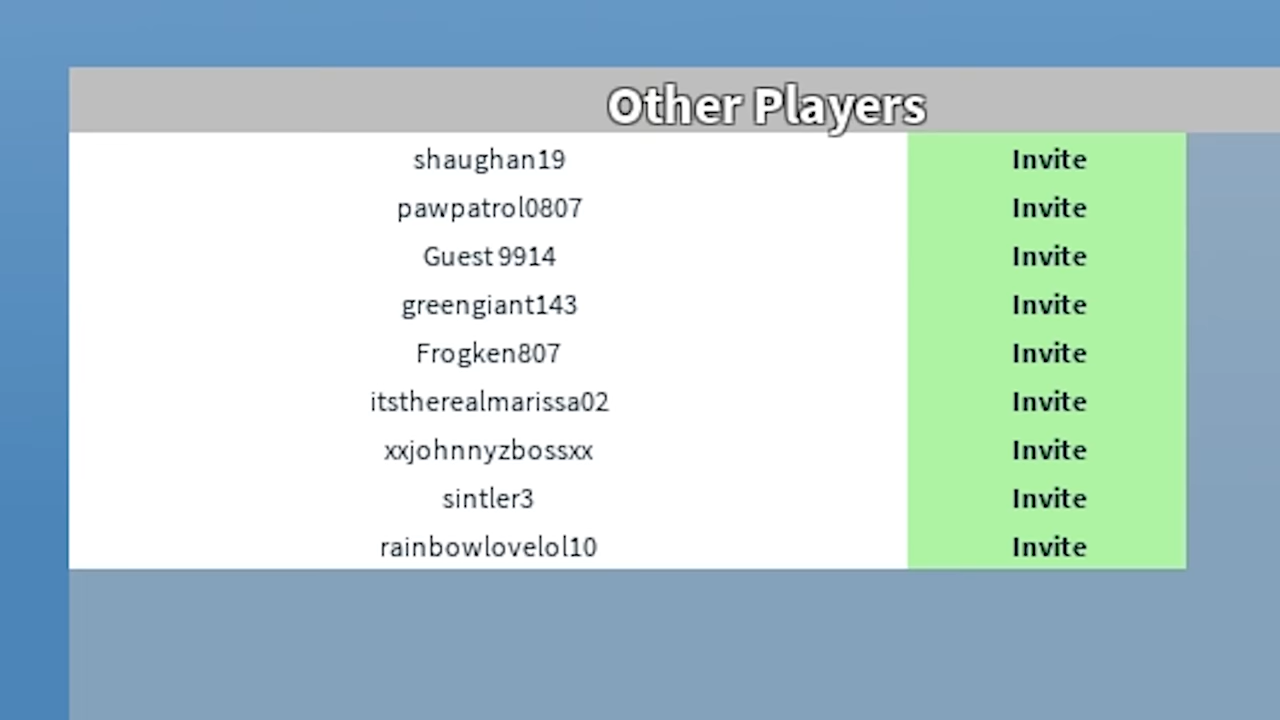 Other Players
shaughan19 Invite
pawpatrol0807 Invite
Guest 9914 Invite
greengiant143 Invite
Frogken807 Invite
itstherealmarissa02 Invite
xxjohnnyzbossxx Invite
sintler3 Invite
rainbowlovelol10 Invite